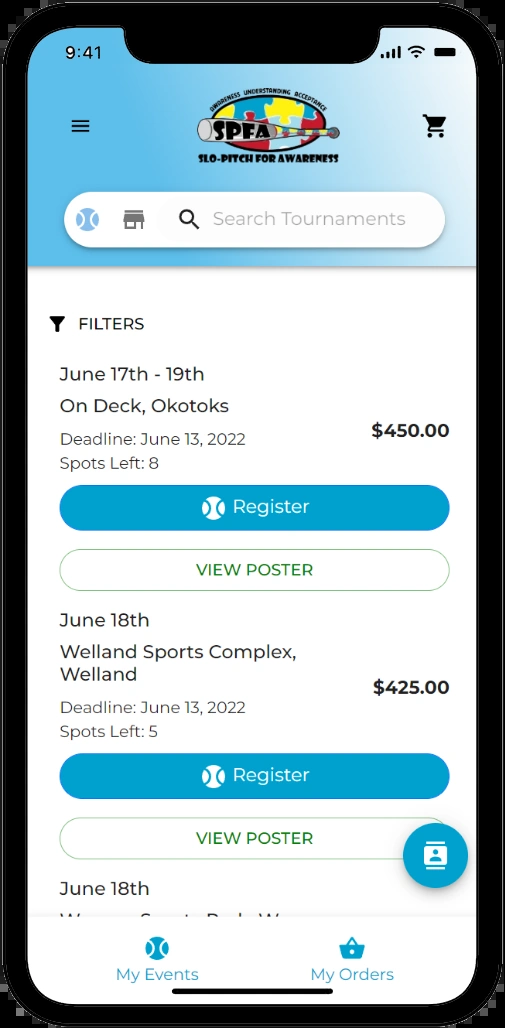 9:41
AWARENESS UNDERSTANDING ACCEPTANCE
SPFA
SLO-PITCH FOR AWARENESS
Search Tournaments
FILTERS
June 17th - 19th
On Deck, Okotoks
$450.00
Deadline: June 13, 2022
Spots Left: 8
Register
VIEW POSTER
June 18th
Welland Sports Complex,
Welland
$425.00
Deadline: June 13, 2022
Spots Left: 5
Register
VIEW POSTER
June 18th
My Events
My Orders